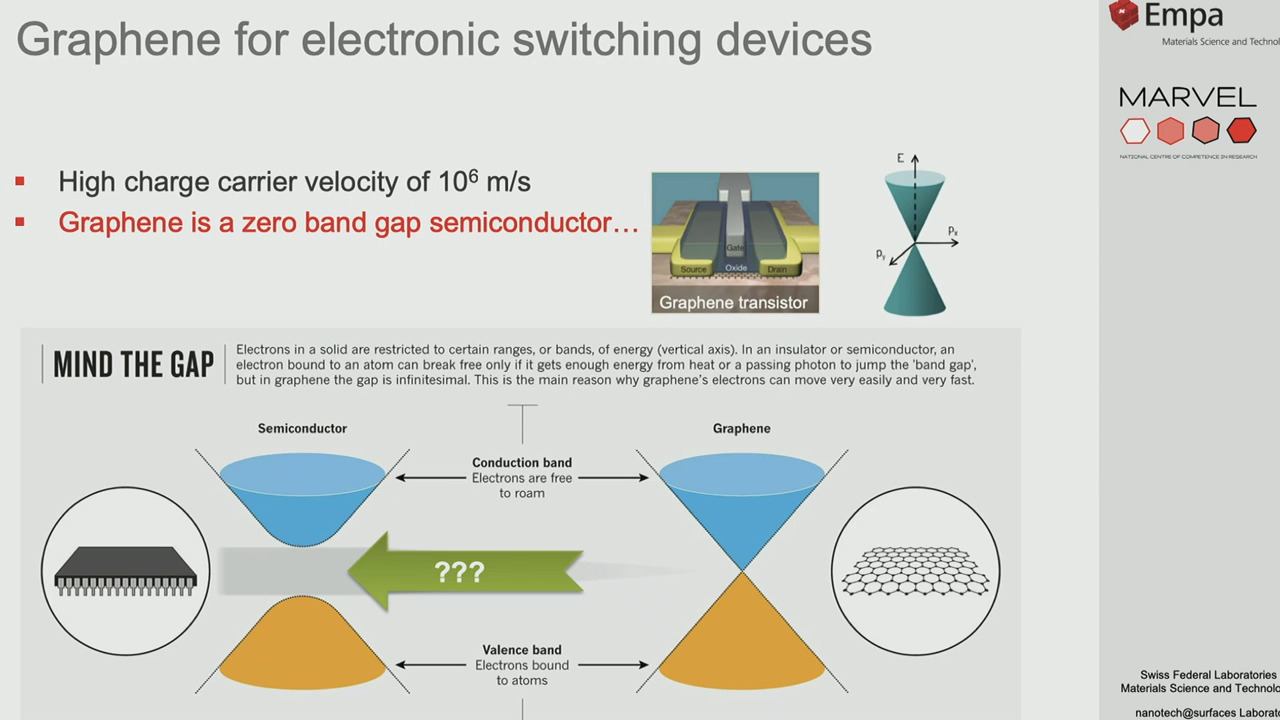 Graphene for electronic switching devices
Empa
Materials Science and Technol
MARVEL
NATIONAL CENTRE OF COMPETENCE IN RESEARCH
High charge carrier velocity of 10⁶ m/s
Graphene is a zero band gap semiconductor…
Gate
Source
Oxide
Drain
Graphene transistor
E
pₓ
pᵧ
MIND THE GAP
Electrons in a solid are restricted to certain ranges, or bands, of energy (vertical axis). In an insulator or semiconductor, an
electron bound to an atom can break free only if it gets enough energy from heat or a passing photon to jump the 'band gap',
but in graphene the gap is infinitesimal. This is the main reason why graphene's electrons can move very easily and very fast.
Semiconductor
Graphene
Conduction band
Electrons are free
to roam
???
Valence band
Electrons bound
to atoms
Swiss Federal Laboratories
Materials Science and Technolo
nanotech@surfaces Laborat